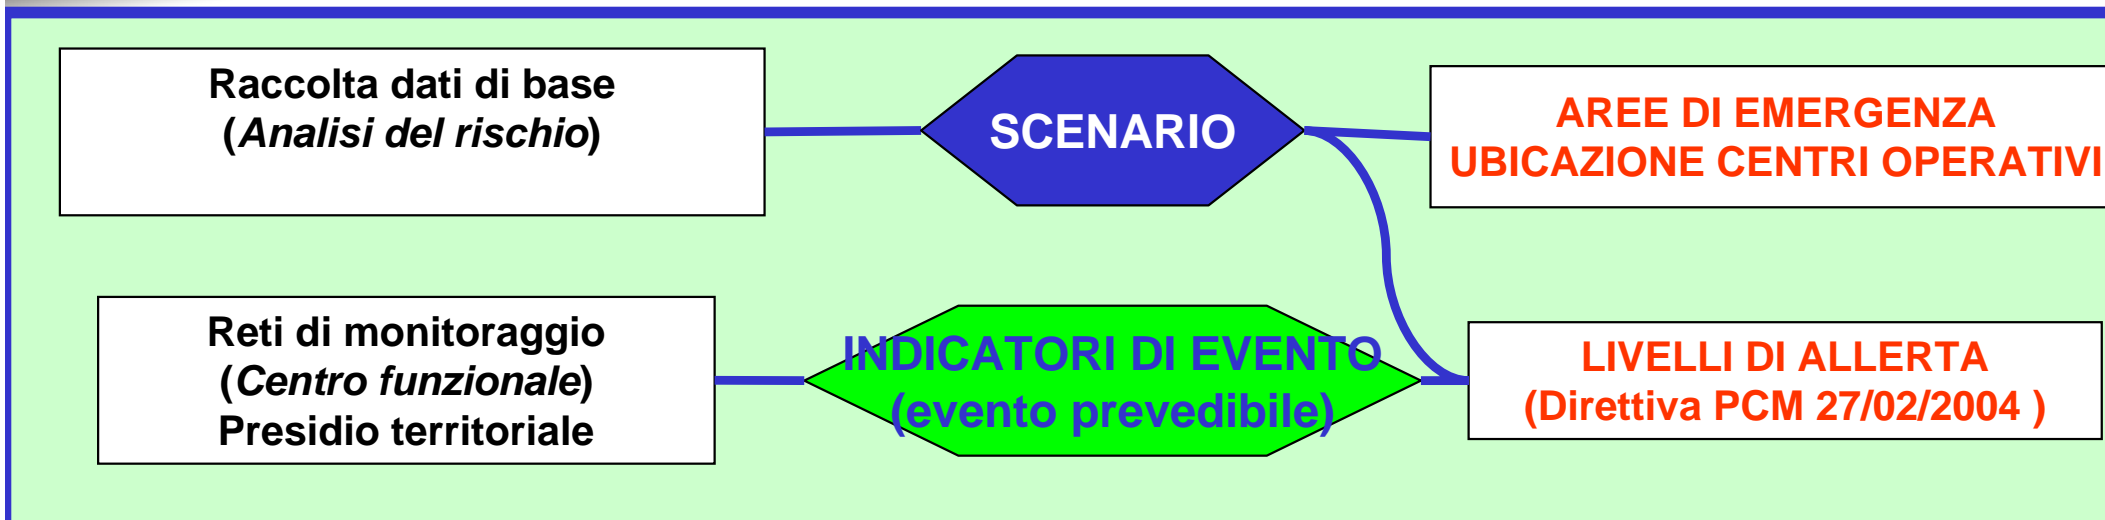 Raccolta dati di base
(Analisi del rischio)
SCENARIO
AREE DI EMERGENZA
UBICAZIONE CENTRI OPERATIVI
Reti di monitoraggio
(Centro funzionale)
Presidio territoriale
INDICATORI DI EVENTO
(evento prevedibile)
LIVELLI DI ALLERTA
(Direttiva PCM 27/02/2004 )